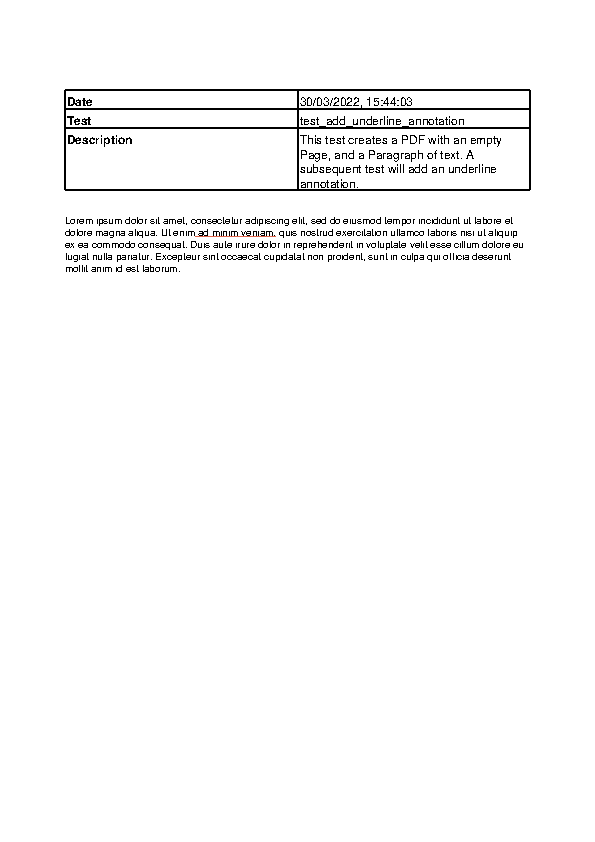 Date 30/03/2022, 15:44:03
Test test_add_underline_annotation
Description This test creates a PDF with an empty
Page, and a Paragraph of text. A
subsequent test will add an underline
annotation.
Lorem ipsum dolor sit amet, consectetur adipiscing elit, sed do eiusmod tempor incididunt ut labore et
dolore magna aliqua. Ut enim ad minim veniam, quis nostrud exercitation ullamco laboris nisi ut aliquip
ex ea commodo consequat. Duis aute irure dolor in reprehenderit in voluptate velit esse cillum dolore eu
fugiat nulla pariatur. Excepteur sint occaecat cupidatat non proident, sunt in culpa qui officia deserunt
mollit anim id est laborum.